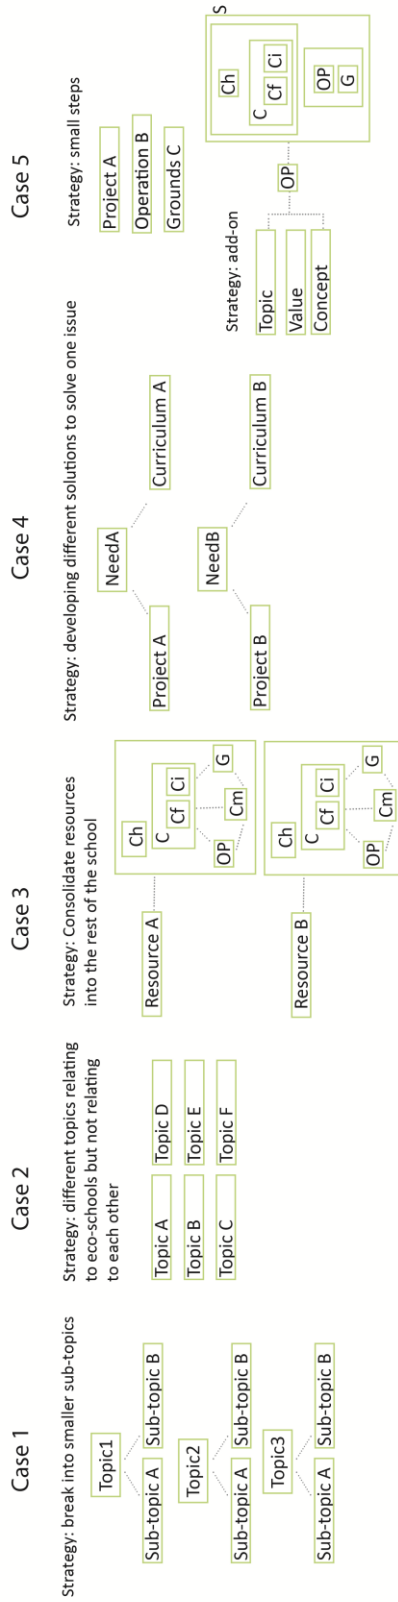 Case 1
Strategy: break into smaller sub-topics
Topic1
Sub-topic A
Sub-topic B
Topic2
Sub-topic A
Sub-topic B
Topic3
Sub-topic A
Sub-topic B
Case 2
Strategy: different topics relating
to eco-schools but not relating
to each other
Topic A
Topic D
Topic B
Topic E
Topic C
Topic F
Case 3
Strategy: Consolidate resources
into the rest of the school
Resource A
Ch
C
Cf
Ci
OP
Cm
G
Resource B
Ch
C
Cf
Ci
OP
Cm
G
Case 4
Strategy: developing different solutions to solve one issue
NeedA
Project A
Curriculum A
NeedB
Project B
Curriculum B
Case 5
Strategy: small steps
Project A
Operation B
Grounds C
Strategy: add-on
Topic
Value
Concept
OP
S
Ch
C
Cf
Ci
OP
G